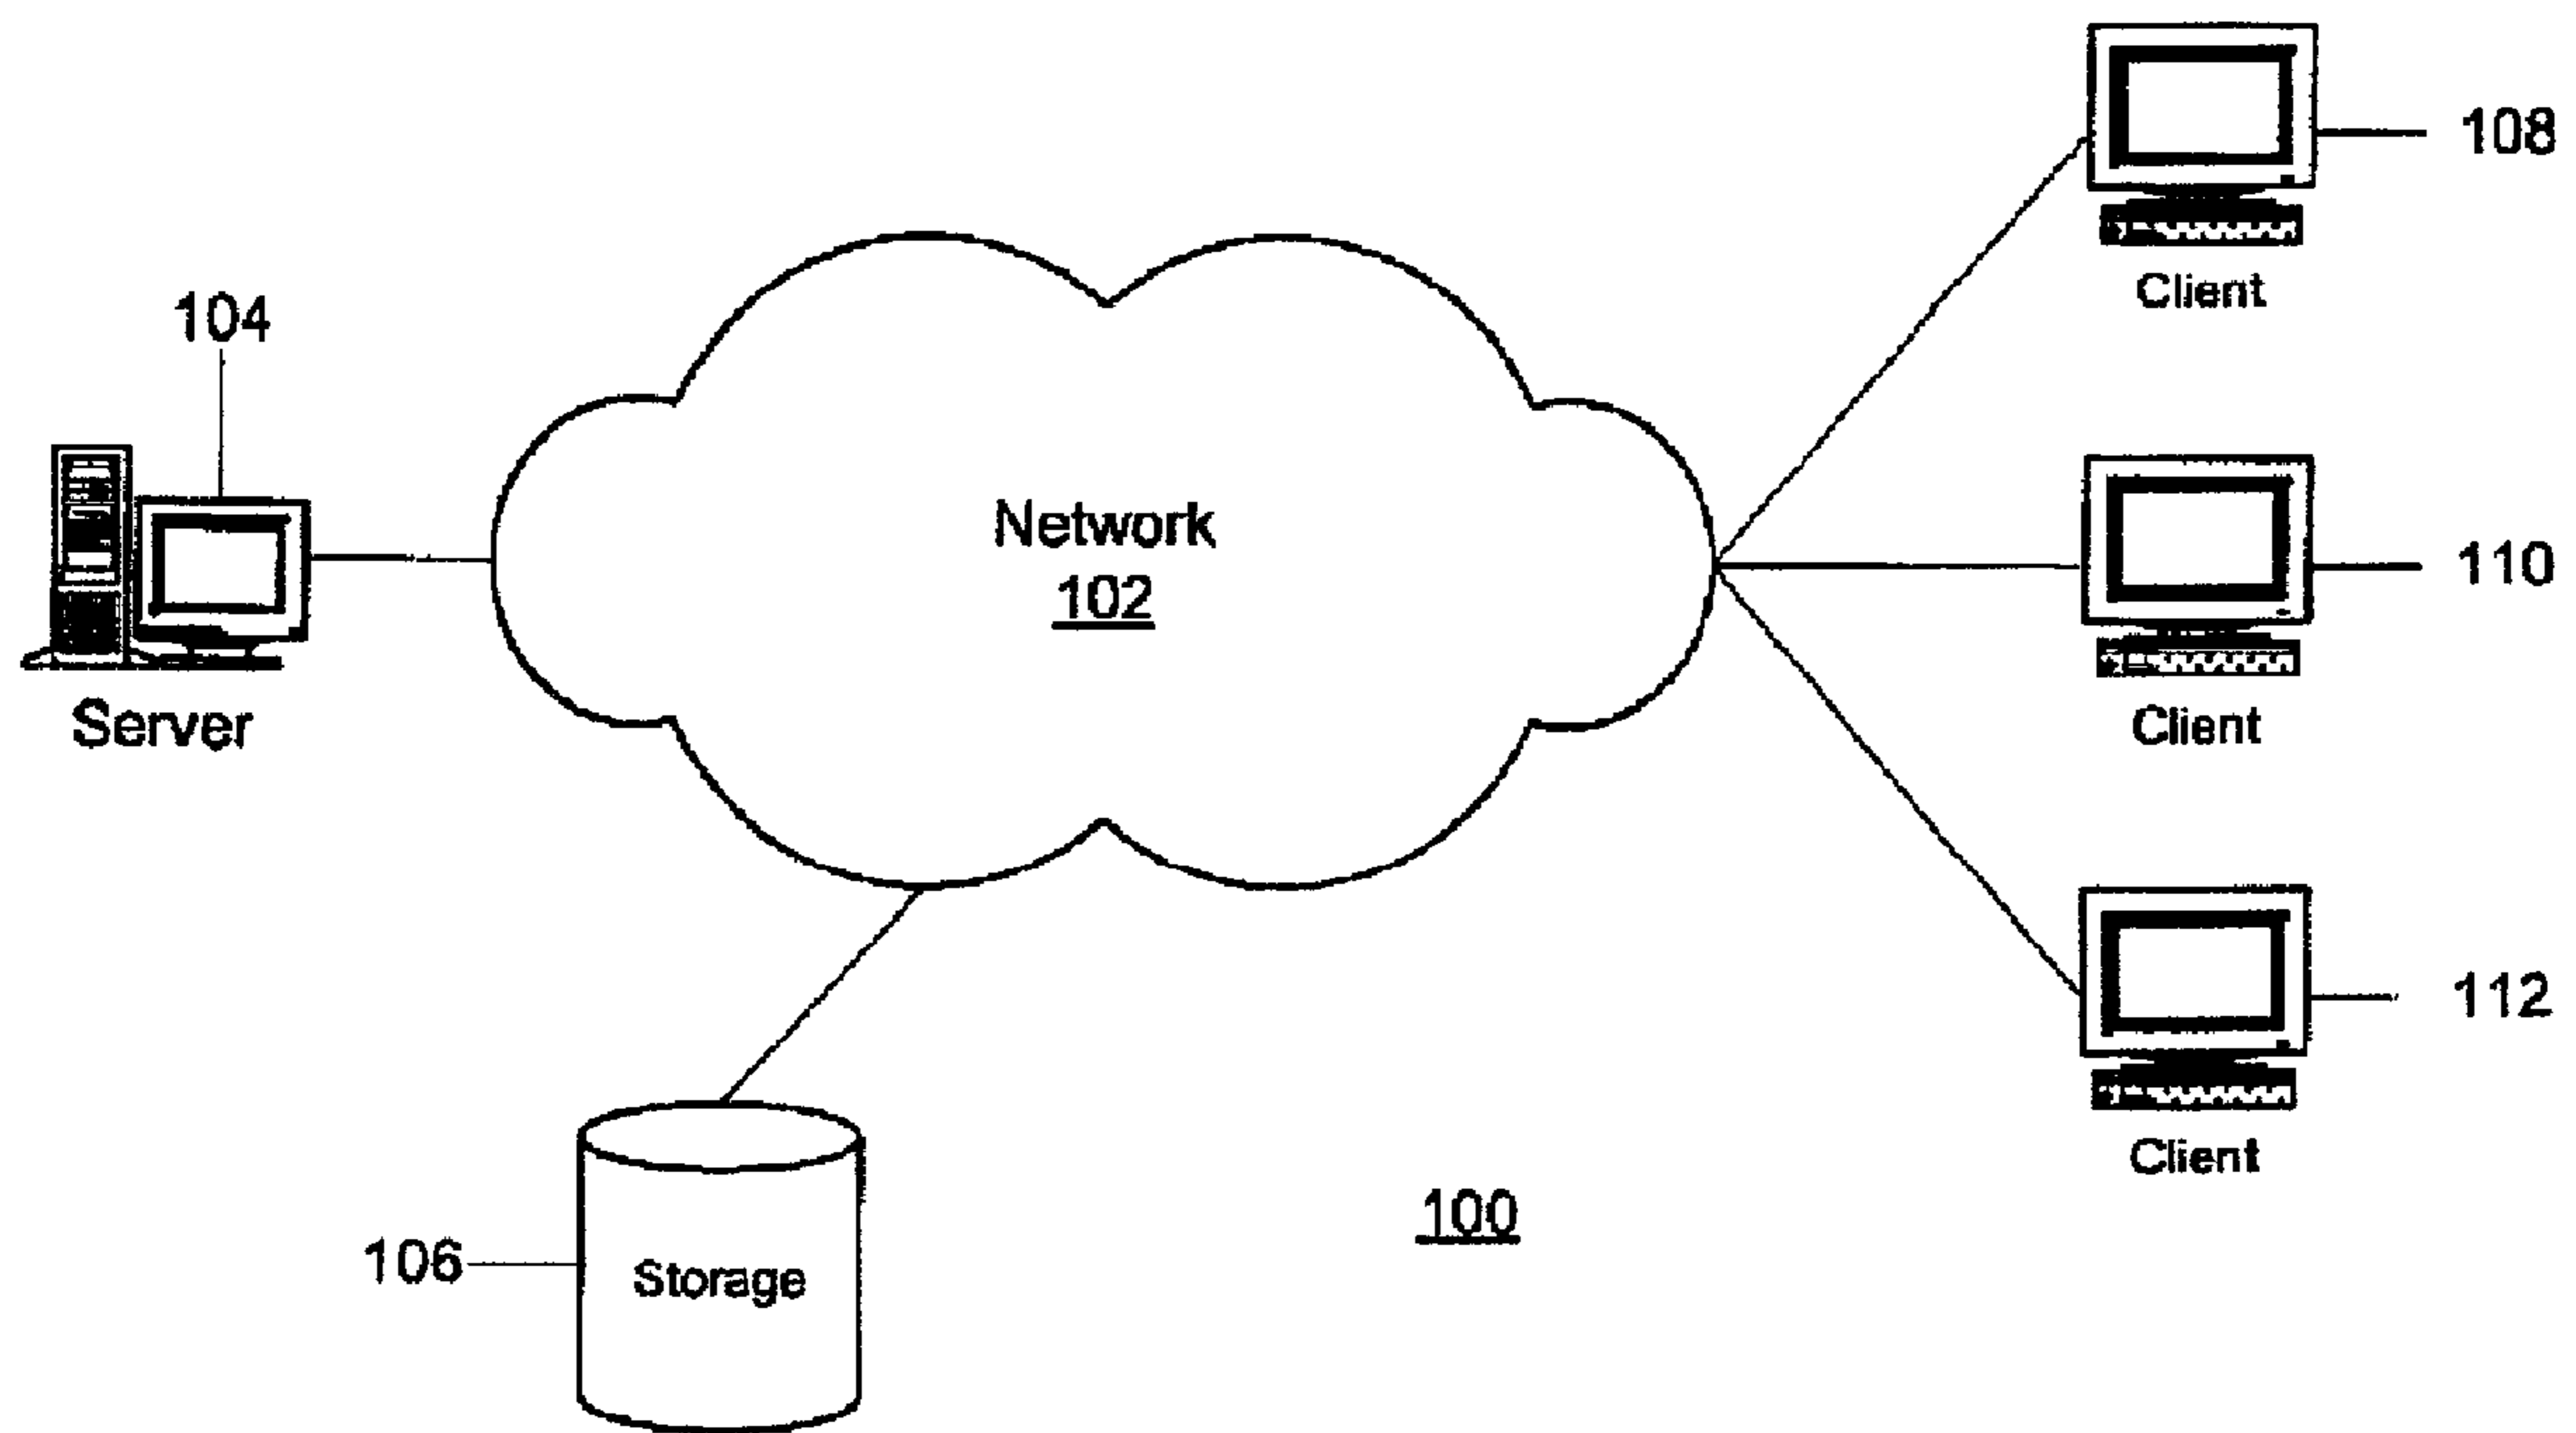 108
Client
104
Network
102
110
Server
Client
112
Client
100
106
Storage